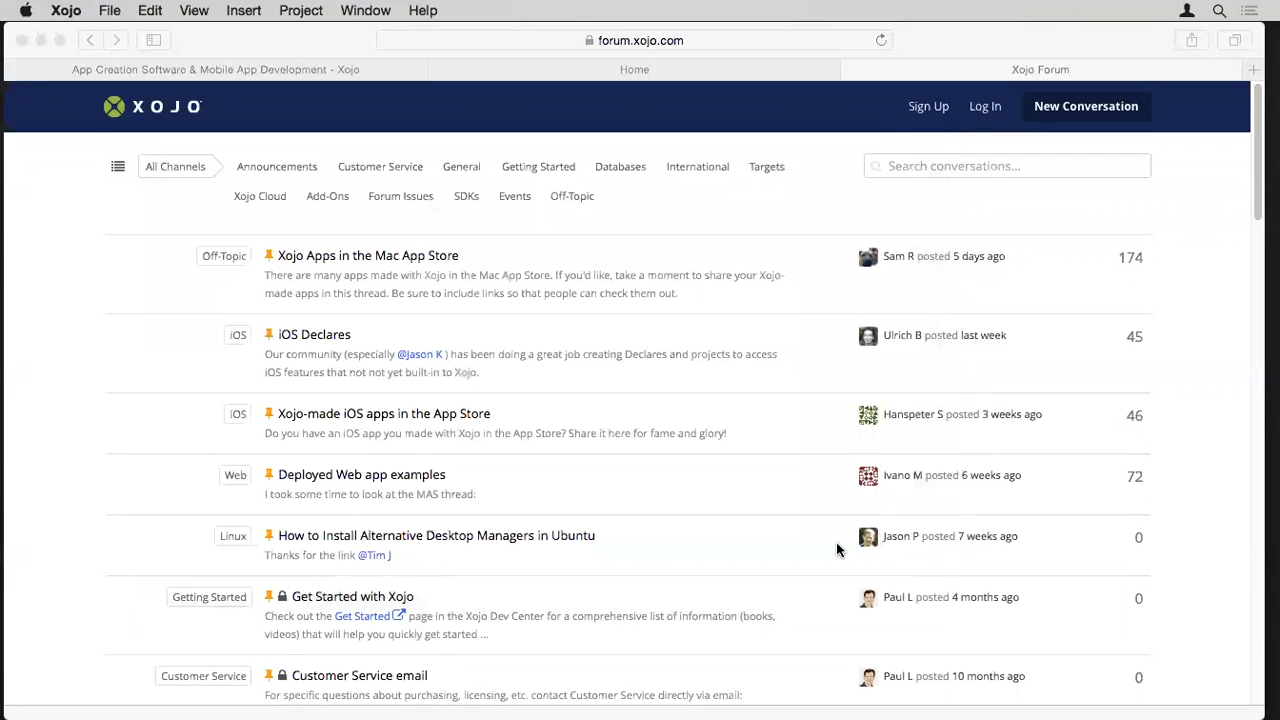 Xojo File Edit View Insert Project Window Help
forum.xojo.com
App Creation Software & Mobile App Development - Xojo Home Xojo Forum
XOJO Sign Up Log In New Conversation
All Channels Announcements Customer Service General Getting Started Databases International Targets Search conversations...
Xojo Cloud Add-Ons Forum Issues SDKs Events Off-Topic
Off-Topic Xojo Apps in the Mac App Store Sam R posted 5 days ago 174
There are many apps made with Xojo in the Mac App Store. If you'd like, take a moment to share your Xojo-
made apps in this thread. Be sure to include links so that people can check them out.
iOS iOS Declares Ulrich B posted last week 45
Our community (especially @Jason K ) has been doing a great job creating Declares and projects to access
iOS features that not not yet built-in to Xojo.
iOS Xojo-made iOS apps in the App Store Hanspeter S posted 3 weeks ago 46
Do you have an iOS app you made with Xojo in the App Store? Share it here for fame and glory!
Web Deployed Web app examples Ivano M posted 6 weeks ago 72
I took some time to look at the MAS thread:
Linux How to Install Alternative Desktop Managers in Ubuntu Jason P posted 7 weeks ago 0
Thanks for the link @Tim J
Getting Started Get Started with Xojo Paul L posted 4 months ago 0
Check out the Get Started page in the Xojo Dev Center for a comprehensive list of information (books,
videos) that will help you quickly get started ...
Customer Service Customer Service email Paul L posted 10 months ago 0
For specific questions about purchasing, licensing, etc. contact Customer Service directly via email: